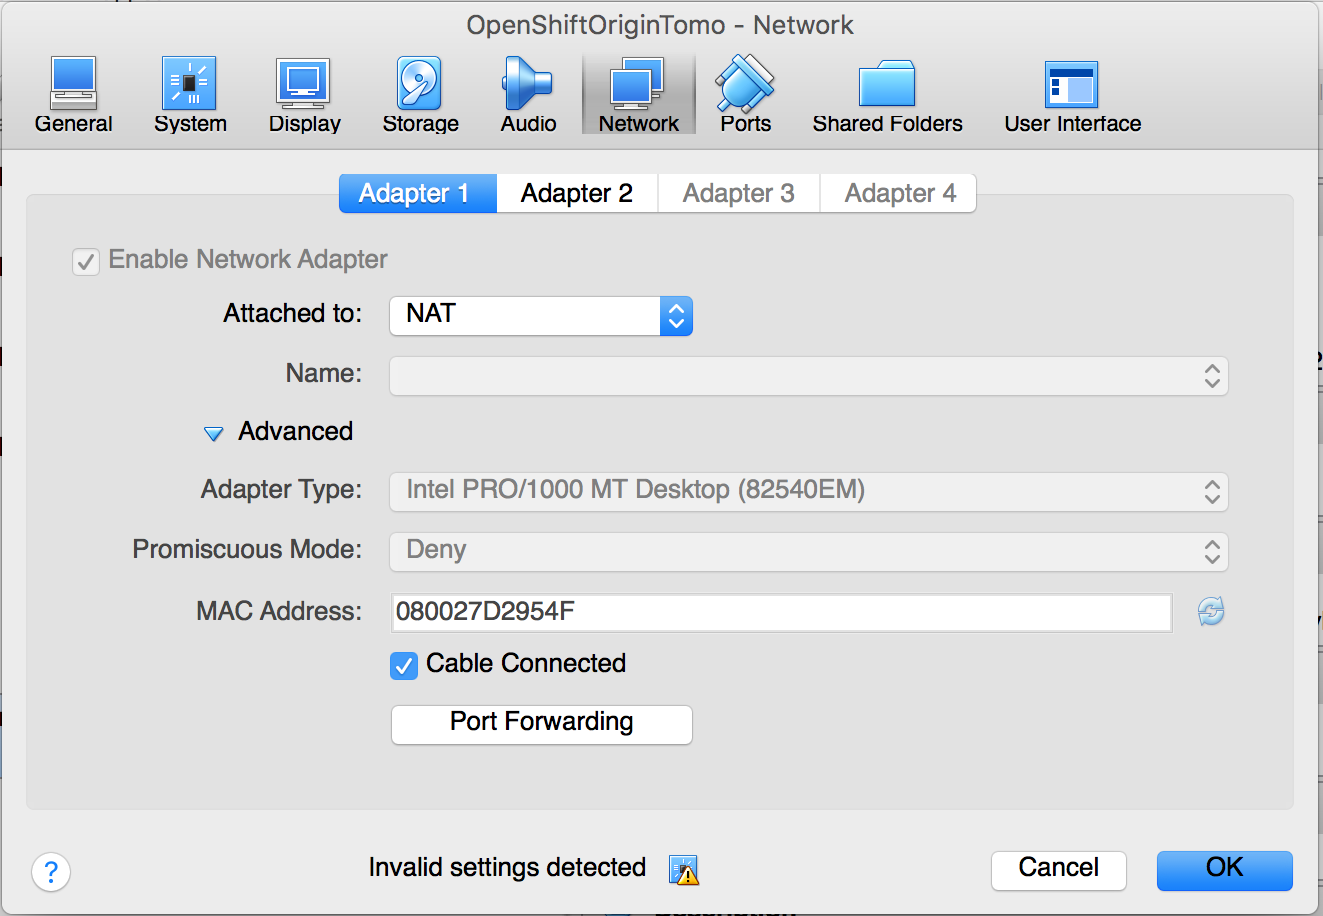 OpenShiftOriginTomo - Network
General System Display Storage Audio Network Ports Shared Folders User Interface
Adapter 1 Adapter 2 Adapter 3 Adapter 4
Enable Network Adapter
Attached to: NAT
Name:
Advanced
Adapter Type: Intel PRO/1000 MT Desktop (82540EM)
Promiscuous Mode: Deny
MAC Address: 080027D2954F
Cable Connected
Port Forwarding
? Invalid settings detected Cancel OK